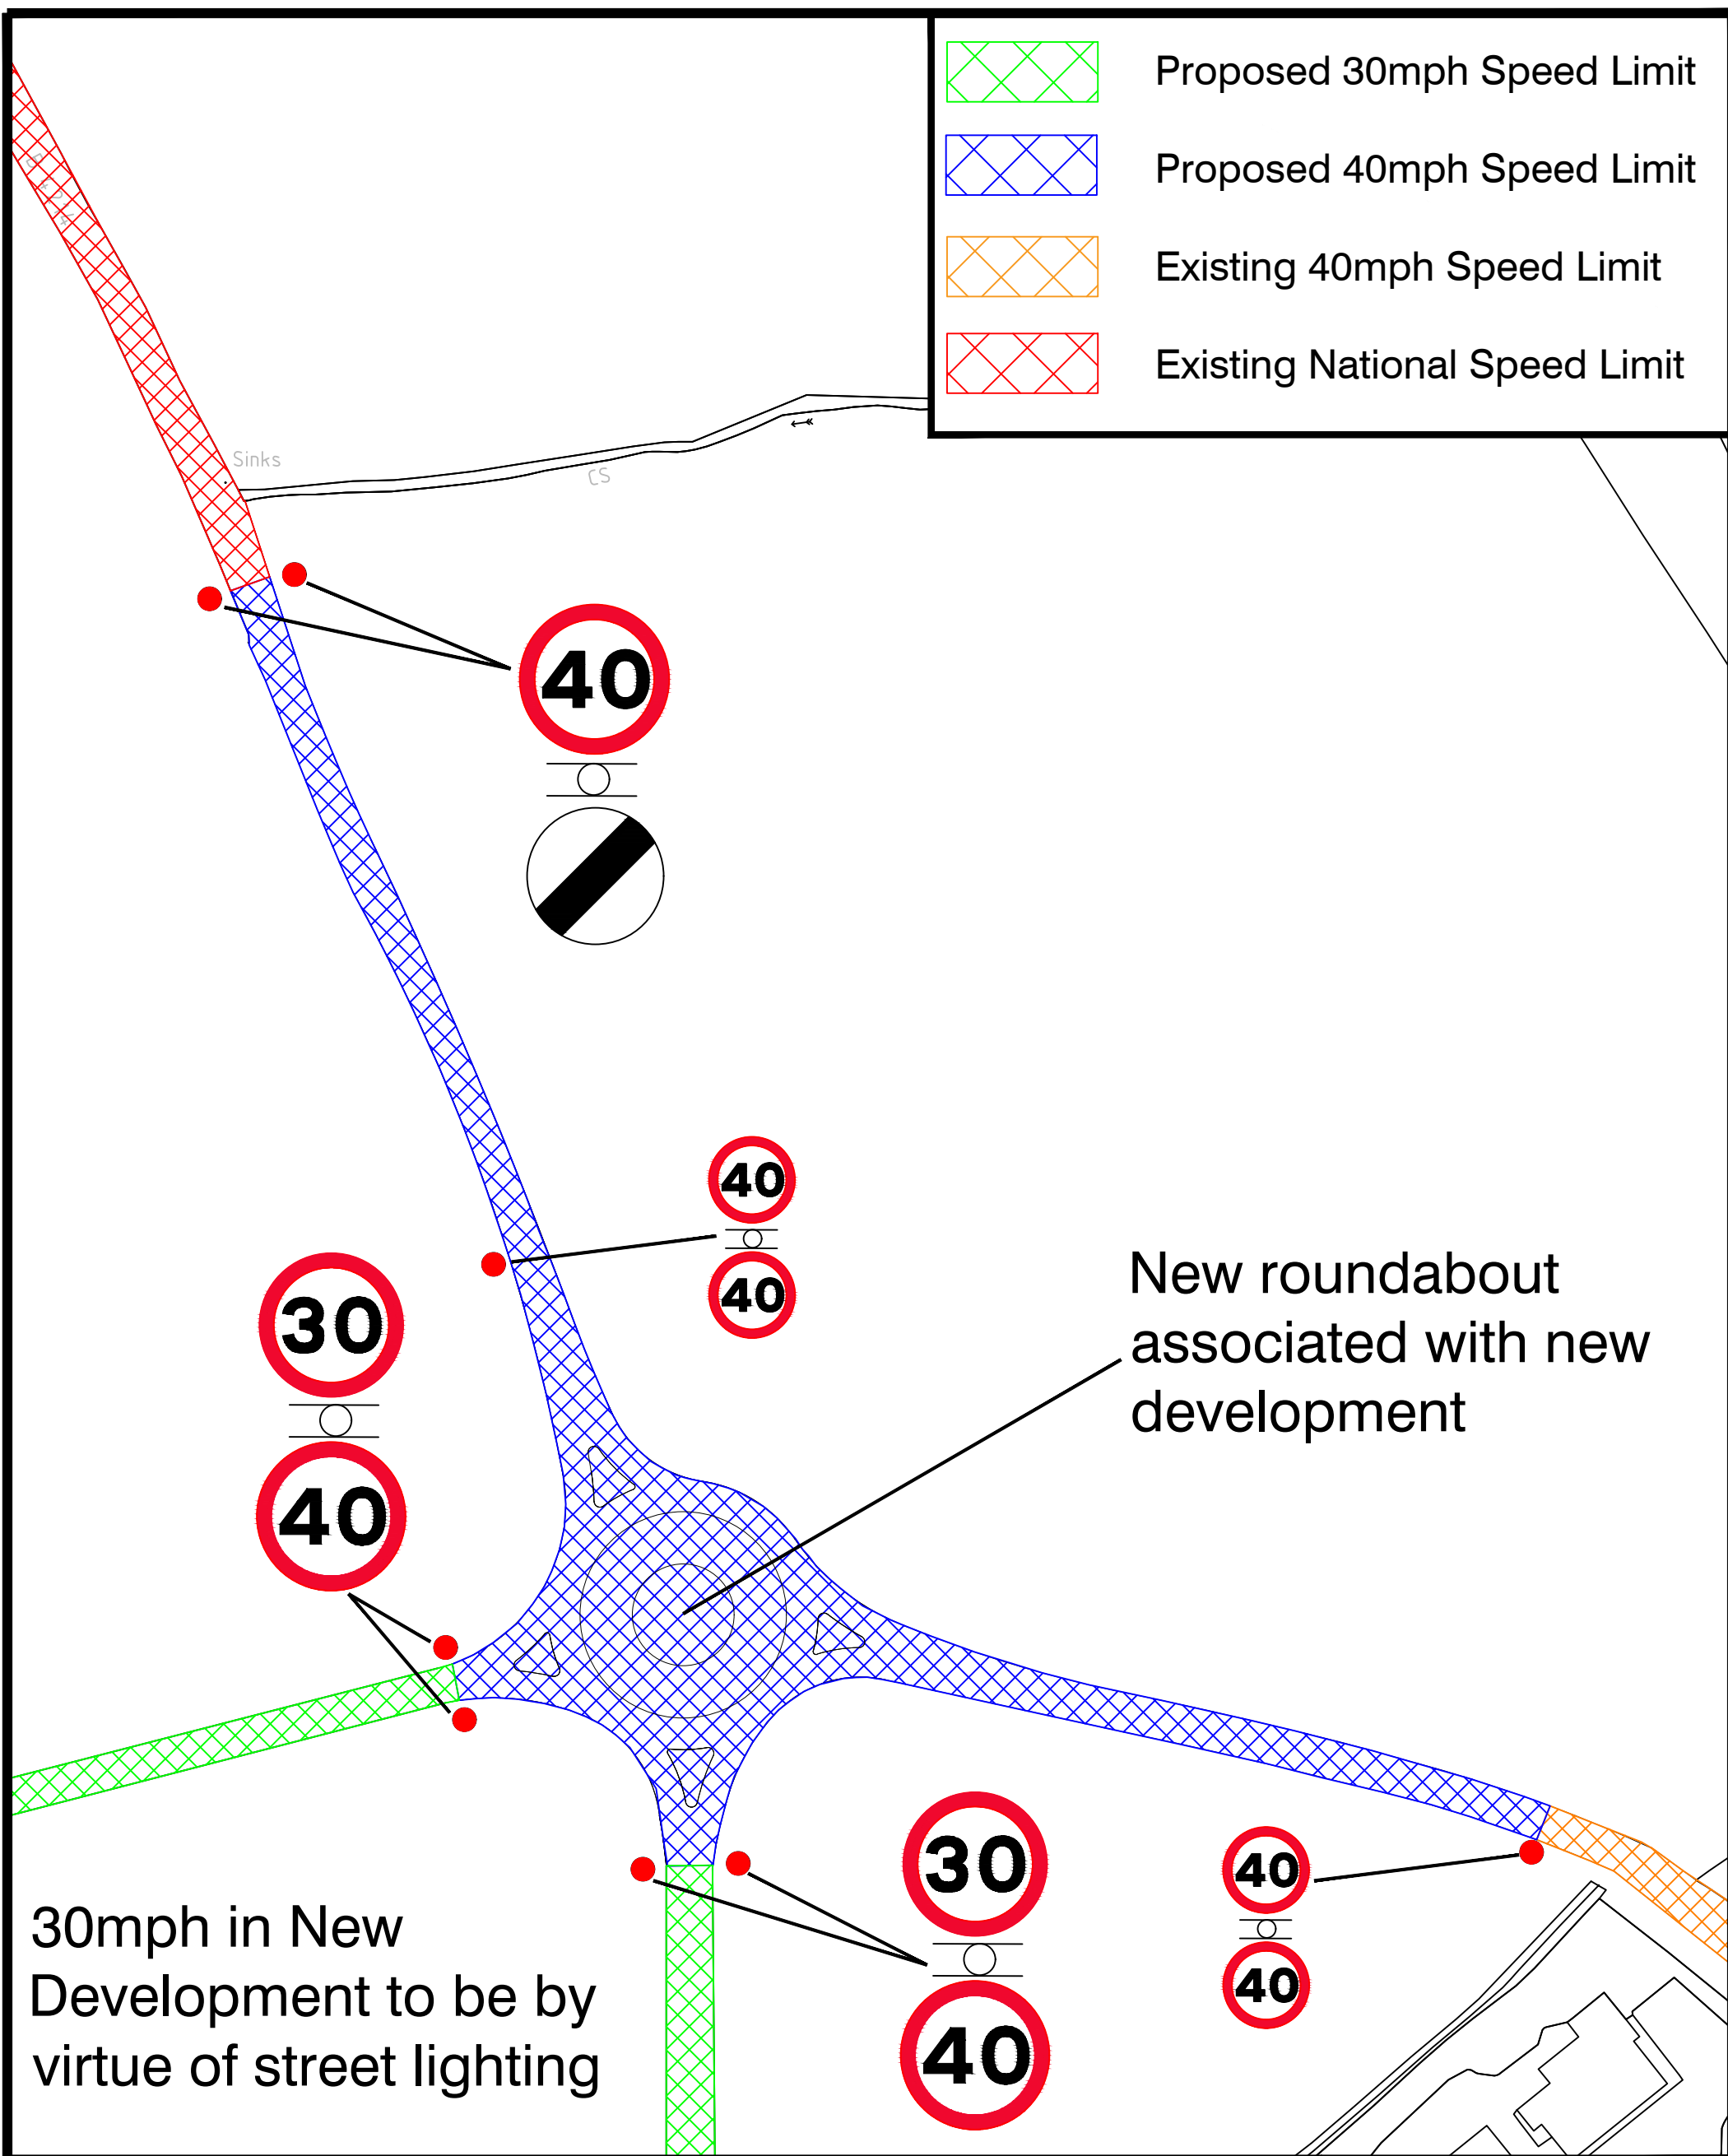 Proposed 30mph Speed Limit
Proposed 40mph Speed Limit
Existing 40mph Speed Limit
Existing National Speed Limit
Sinks
CS
40
40
40
30
40
New roundabout
associated with new
development
30
40
40
40
30mph in New
Development to be by
virtue of street lighting